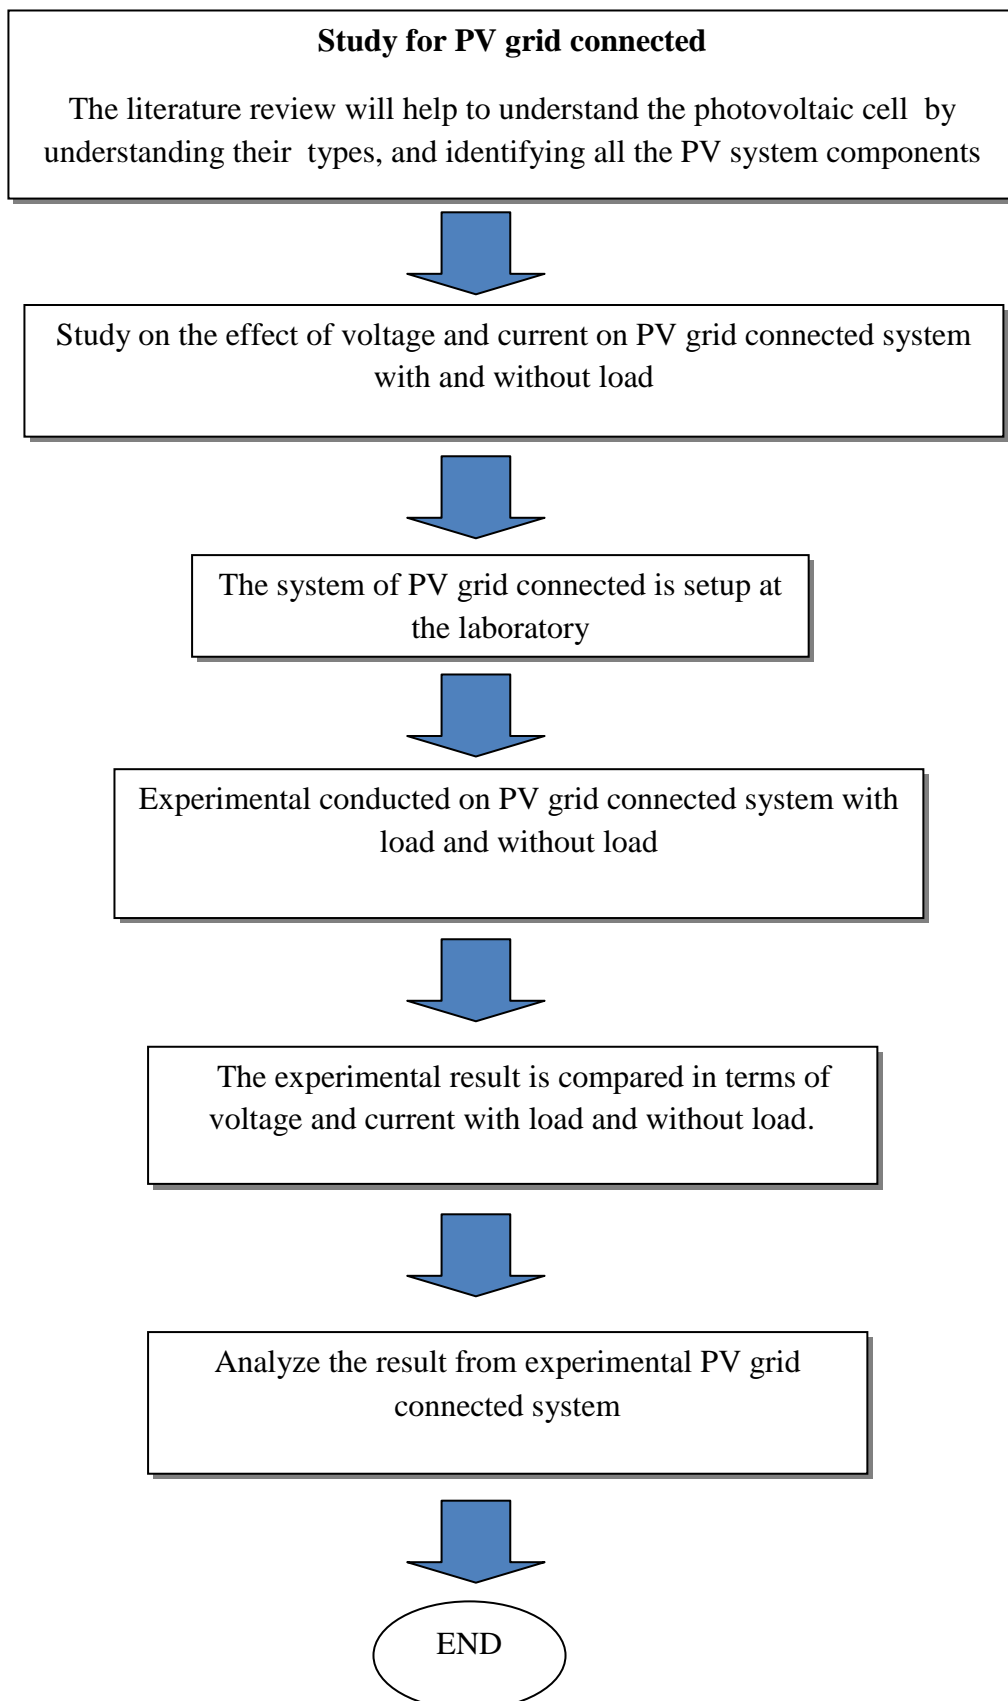 Study for PV grid connected
The literature review will help to understand the photovoltaic cell by
understanding their types, and identifying all the PV system components
Study on the effect of voltage and current on PV grid connected system
with and without load
The system of PV grid connected is setup at
the laboratory
Experimental conducted on PV grid connected system with
load and without load
The experimental result is compared in terms of
voltage and current with load and without load.
Analyze the result from experimental PV grid
connected system
END